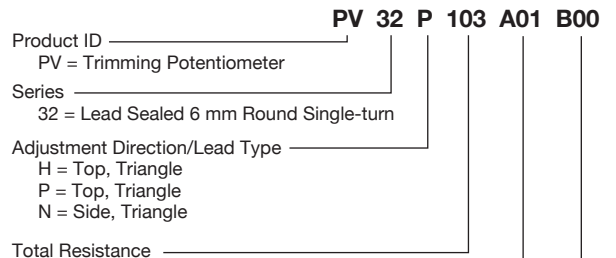 PV 32 P 103 A01 B00
Product ID
PV = Trimming Potentiometer
Series
32 = Lead Sealed 6 mm Round Single-turn
Adjustment Direction/Lead Type
H = Top, Triangle
P = Top, Triangle
N = Side, Triangle
Total Resistance